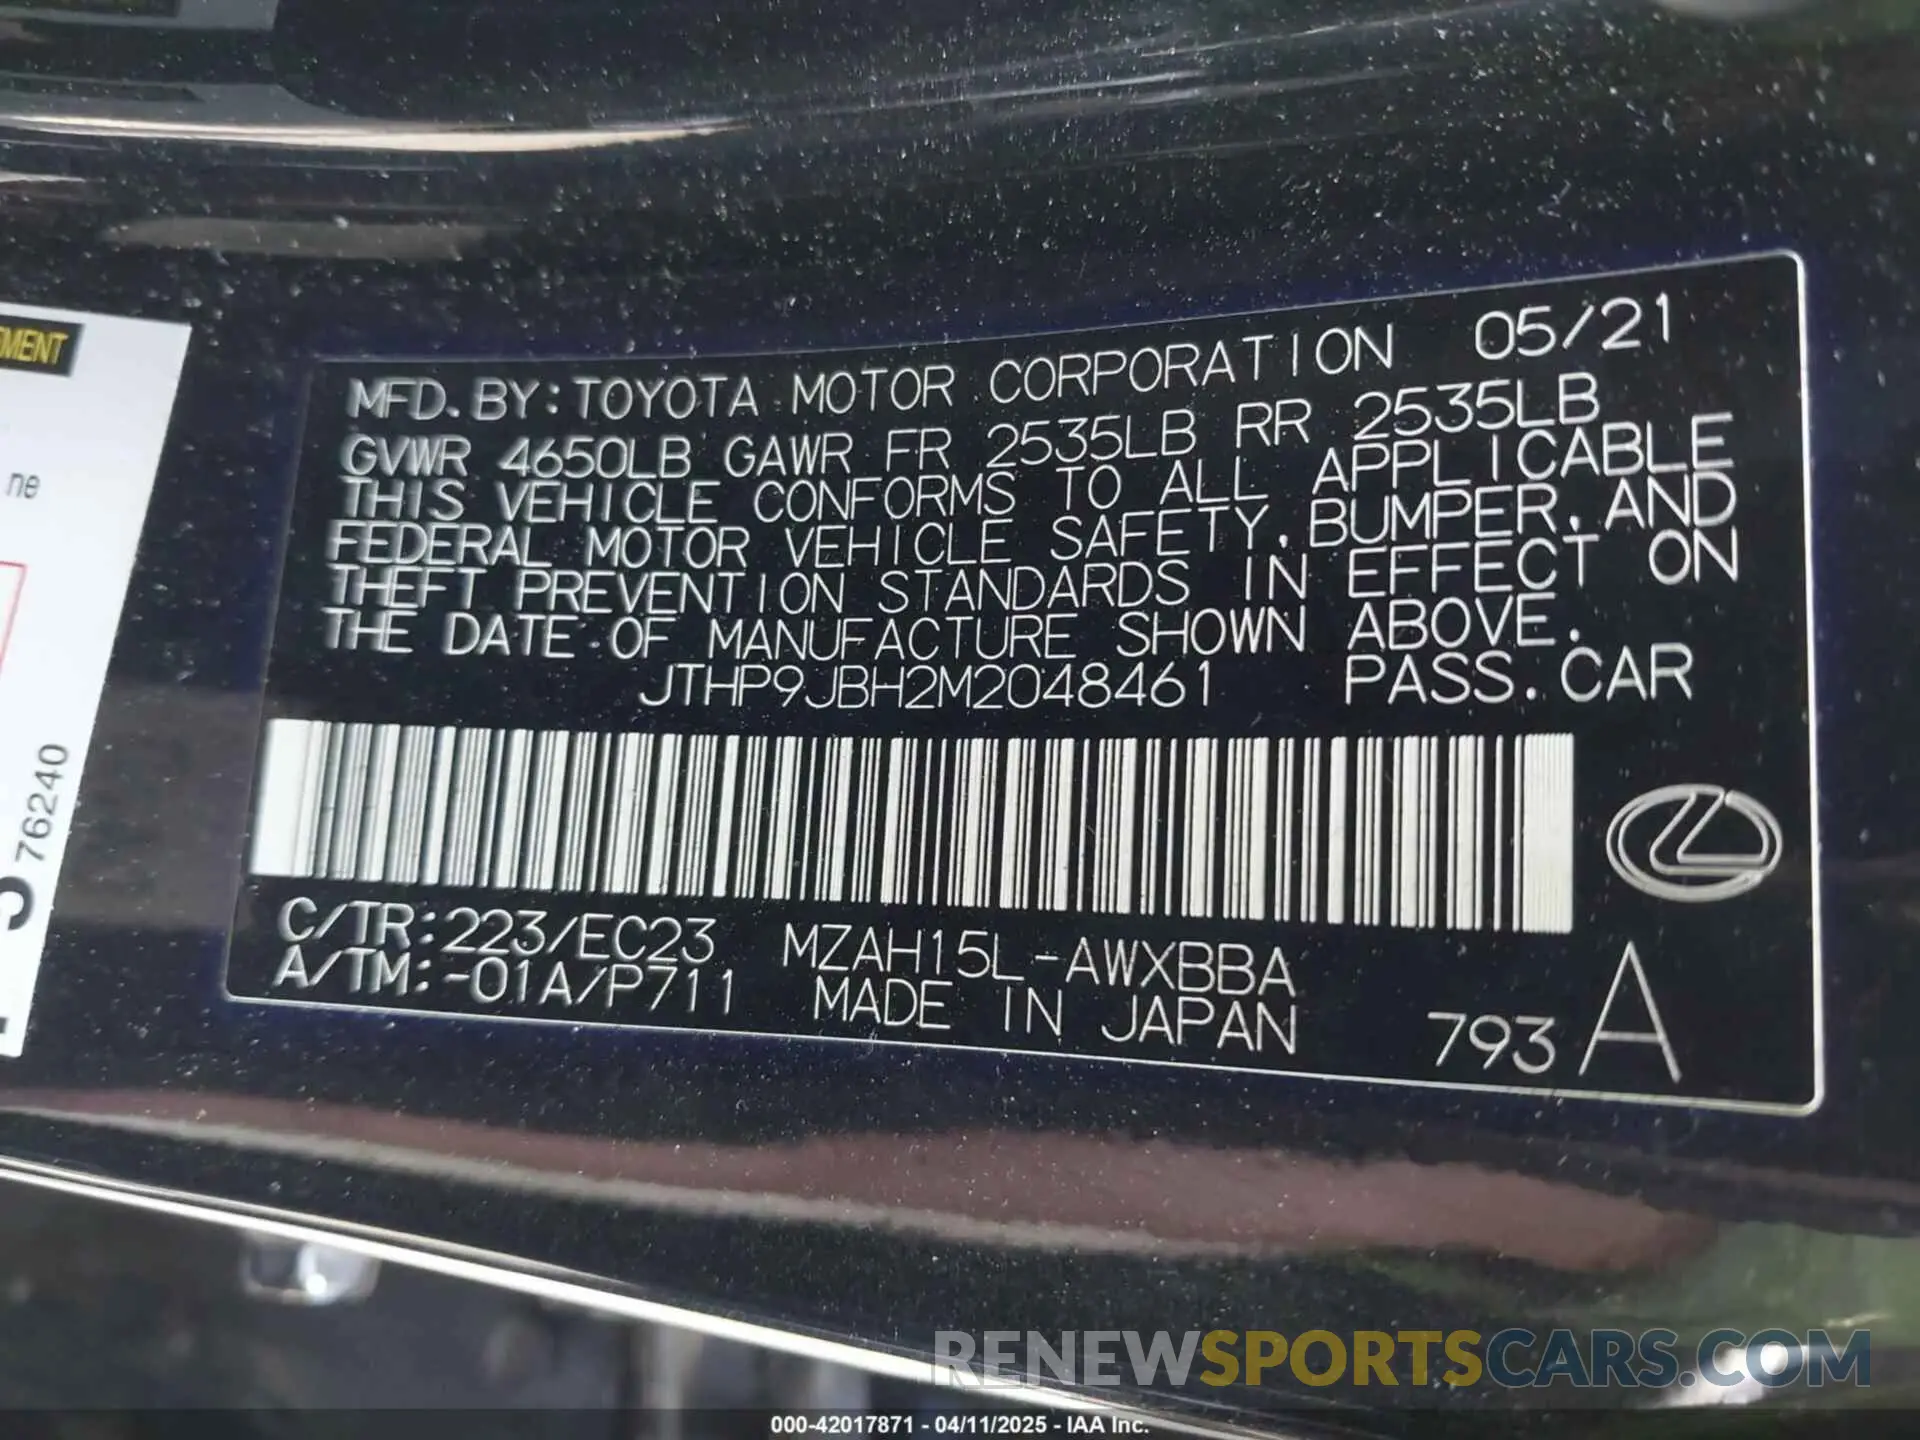 MFD. BY: TOYOTA MOTOR CORPORATION 05/21
GVWR 4650LB GAWR FR 2535LB RR 2535LB
THIS VEHICLE CONFORMS TO ALL APPLICABLE
FEDERAL MOTOR VEHICLE SAFETY, BUMPER, AND
THEFT PREVENTION STANDARDS IN EFFECT ON
THE DATE OF MANUFACTURE SHOWN ABOVE.
JTHP9JBH2M2048461 PASS. CAR
C/TR: 223/EC23 MZAH15L-AWXBBA
A/TM: -01A/P711 MADE IN JAPAN 793 A
ne
76240
RENEWSPORTSCARS.COM
000-42017871 - 04/11/2025 - IAA Inc.